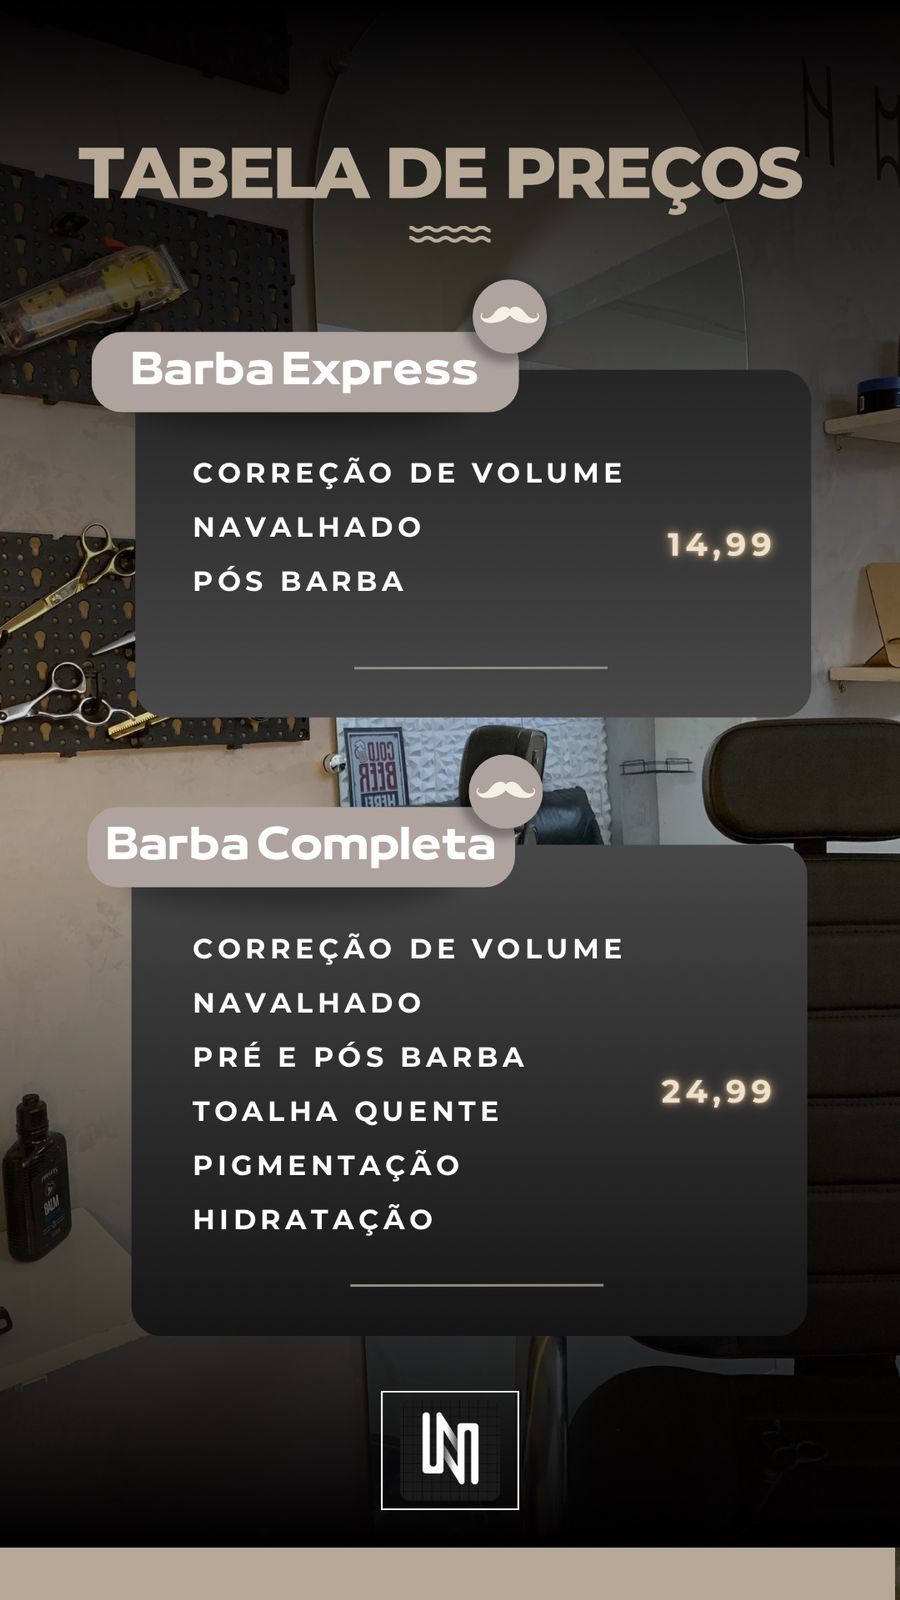 TABELA DE PREÇOS
Barba Express
CORREÇÃO DE VOLUME
NAVALHADO
PÓS BARBA
14,99
COLD
BEER
HERE!
Barba Completa
CORREÇÃO DE VOLUME
NAVALHADO
PRÉ E PÓS BARBA
TOALHA QUENTE
PIGMENTAÇÃO
HIDRATAÇÃO
24,99
BALM